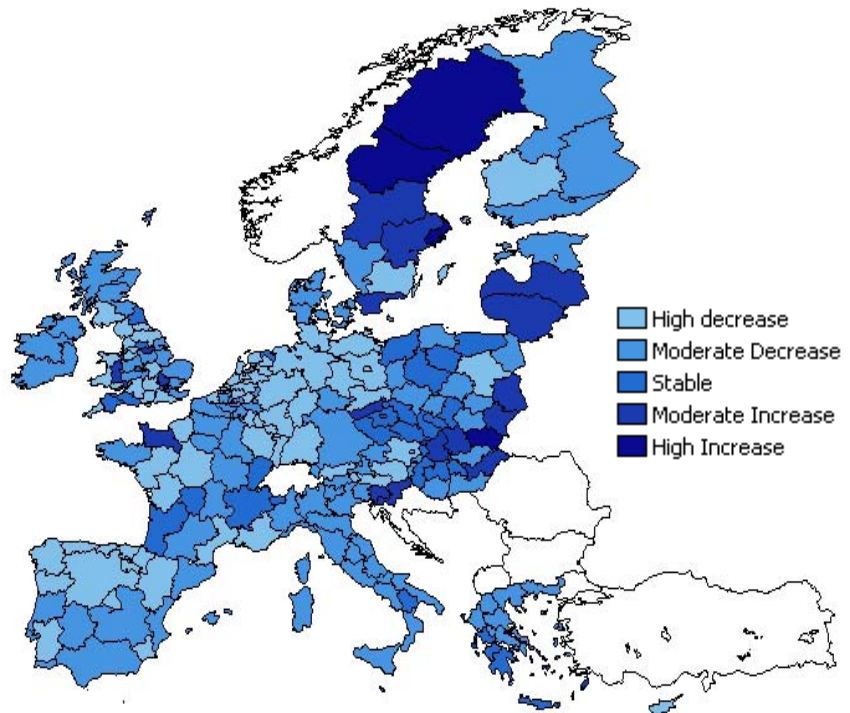 High decrease
Moderate Decrease
Stable
Moderate Increase
High Increase